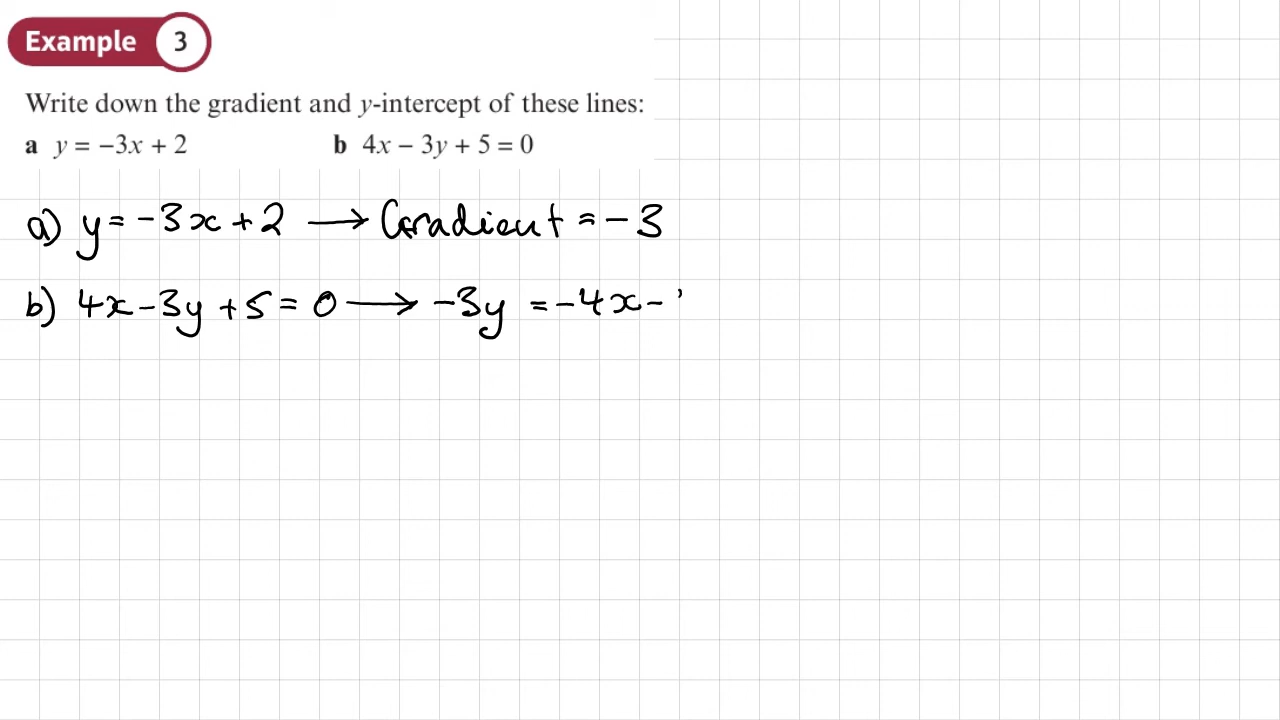 Example 3
Write down the gradient and y-intercept of these lines:
a y = −3x + 2 b 4x − 3y + 5 = 0
a) y = -3x + 2 → Gradient = -3
b) 4x - 3y + 5 = 0 → -3y = -4x -